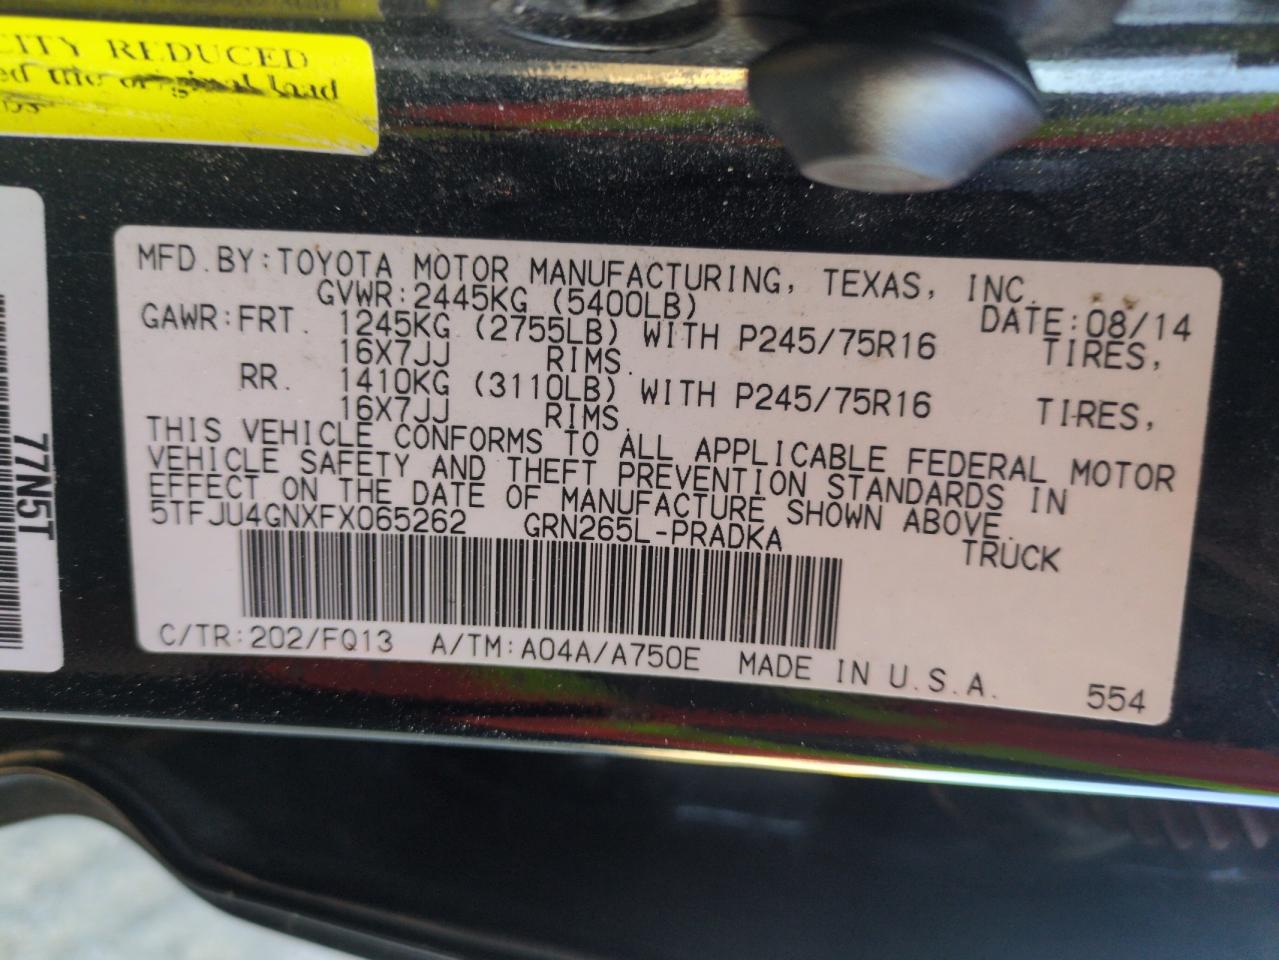 CITY REDUCED
original load
MFD. BY: TOYOTA MOTOR MANUFACTURING, TEXAS, INC.
GVWR: 2445KG (5400LB) DATE: 08/14
GAWR: FRT. 1245KG (2755LB) WITH P245/75R16 TIRES,
16X7JJ RIMS.
RR. 1410KG (3110LB) WITH P245/75R16 TIRES,
16X7JJ RIMS.
THIS VEHICLE CONFORMS TO ALL APPLICABLE FEDERAL MOTOR
VEHICLE SAFETY AND THEFT PREVENTION STANDARDS IN
EFFECT ON THE DATE OF MANUFACTURE SHOWN ABOVE.
5TFJU4GNXFX065262 GRN265L-PRADKA TRUCK
C/TR: 202/FQ13 A/TM: A04A/A750E MADE IN U.S.A.
554
77N5T